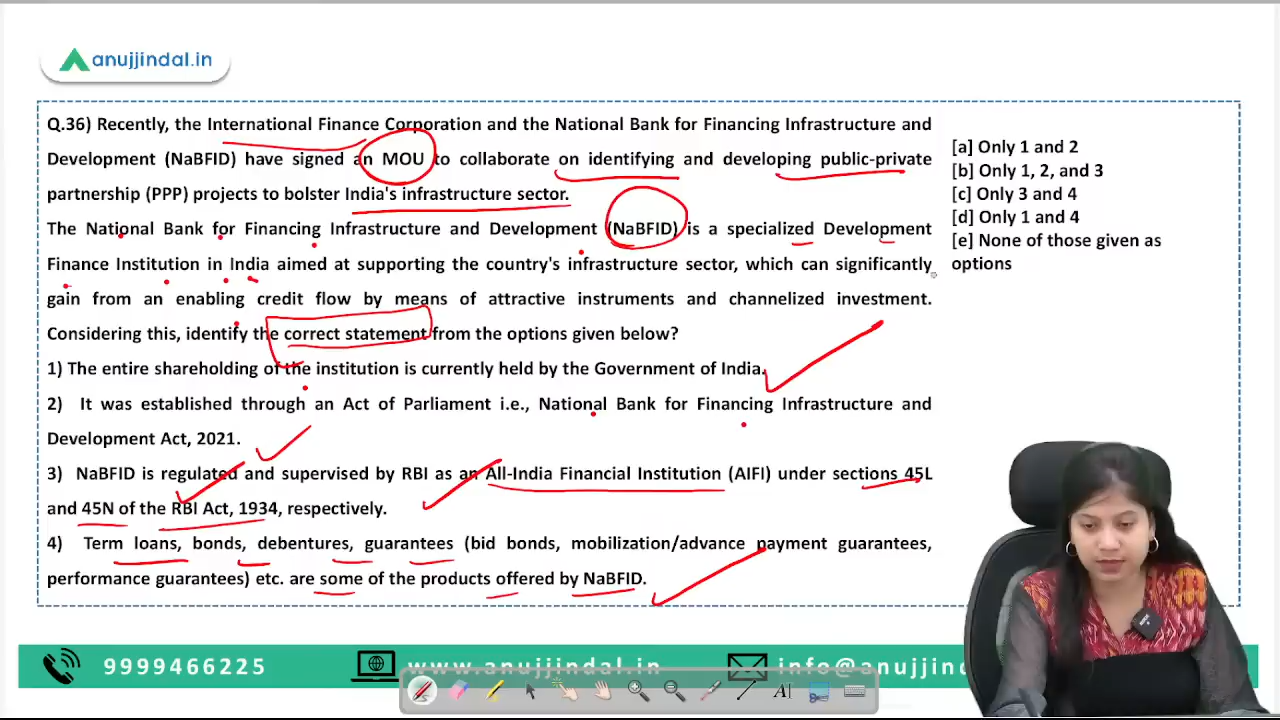 anujjindal.in
Q.36) Recently, the International Finance Corporation and the National Bank for Financing Infrastructure and
Development (NaBFID) have signed an MOU to collaborate on identifying and developing public-private
partnership (PPP) projects to bolster India's infrastructure sector.
The National Bank for Financing Infrastructure and Development (NaBFID) is a specialized Development
Finance Institution in India aimed at supporting the country's infrastructure sector, which can significantly
gain from an enabling credit flow by means of attractive instruments and channelized investment.
Considering this, identify the correct statement from the options given below?
1) The entire shareholding of the institution is currently held by the Government of India.
2) It was established through an Act of Parliament i.e., National Bank for Financing Infrastructure and
Development Act, 2021.
3) NaBFID is regulated and supervised by RBI as an All-India Financial Institution (AIFI) under sections 45L
and 45N of the RBI Act, 1934, respectively.
4) Term loans, bonds, debentures, guarantees (bid bonds, mobilization/advance payment guarantees,
performance guarantees) etc. are some of the products offered by NaBFID.
[a] Only 1 and 2
[b] Only 1, 2, and 3
[c] Only 3 and 4
[d] Only 1 and 4
[e] None of those given as
options
9999466225
www.anujjindal.in
info@anujjin